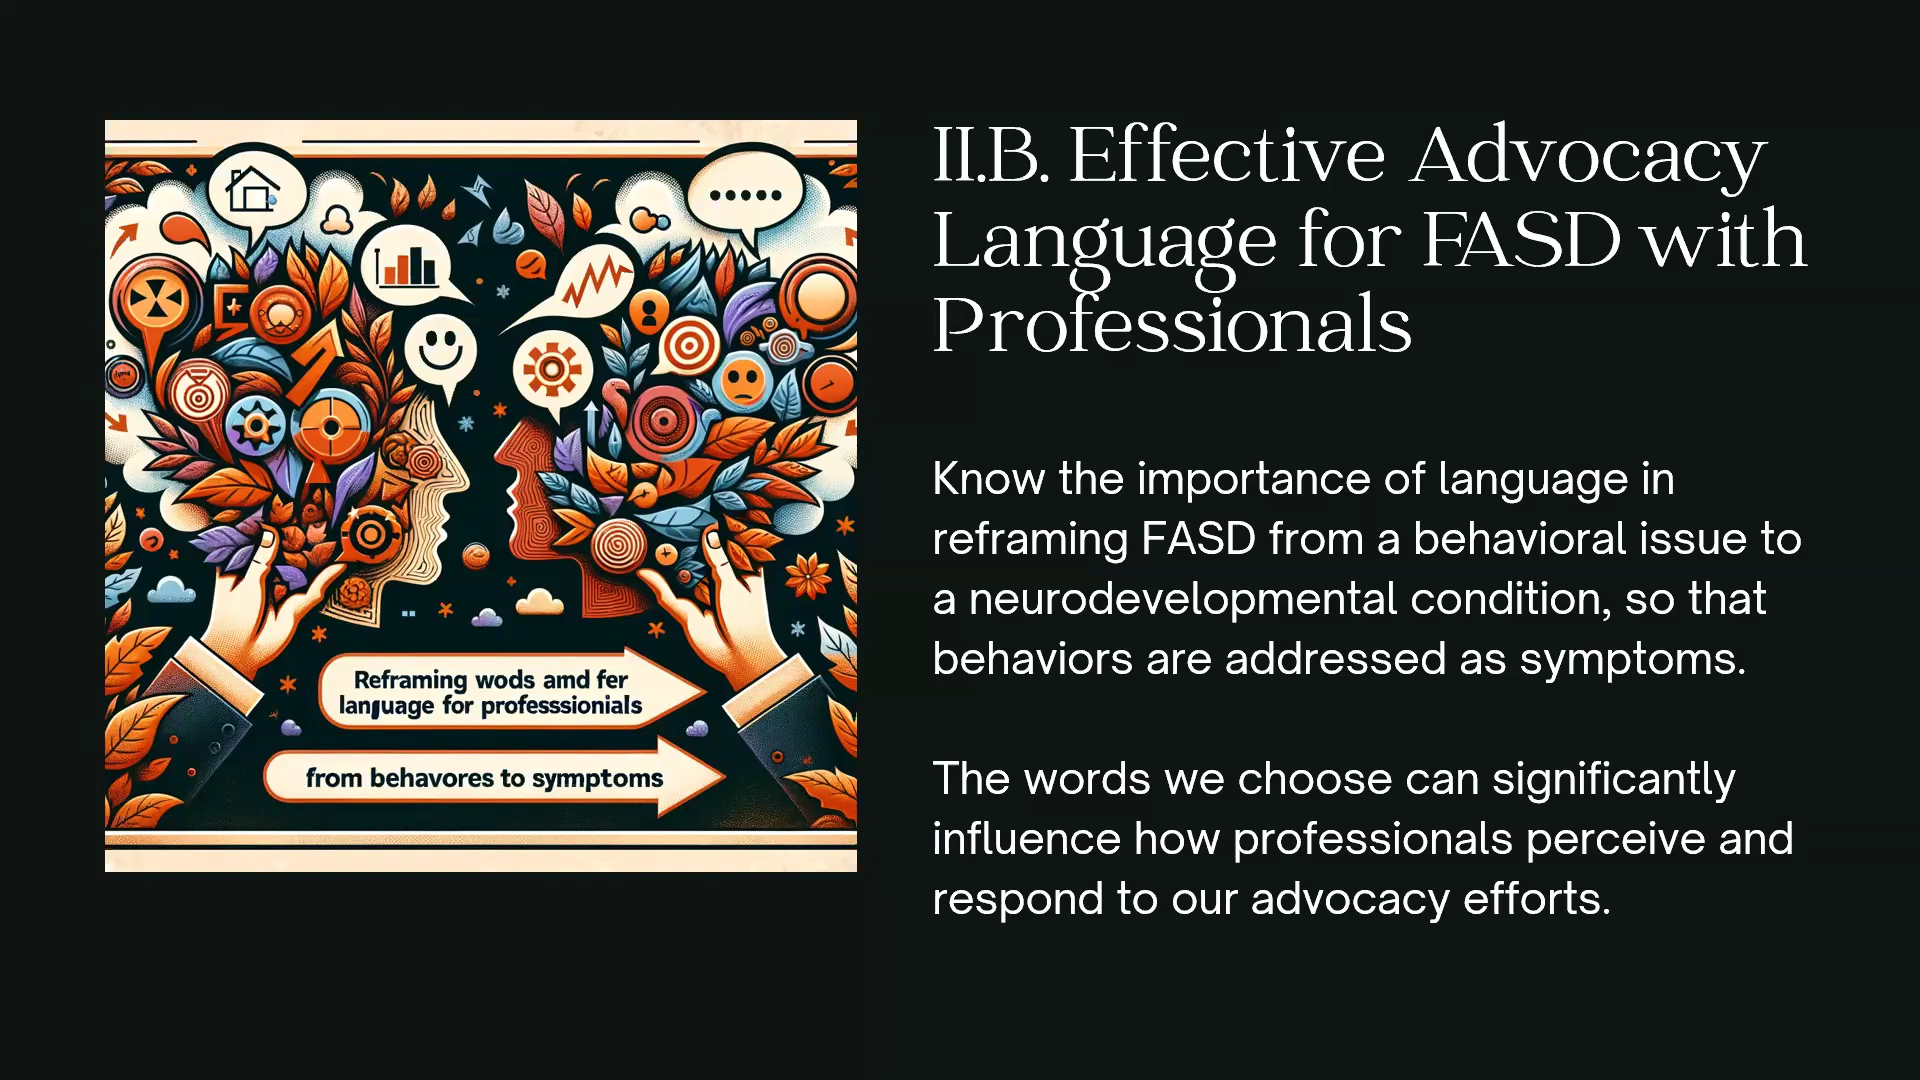 Reframing wods amd fer
language for professsionials
from behavores to symptoms
II.B. Effective Advocacy
Language for FASD with
Professionals
Know the importance of language in
reframing FASD from a behavioral issue to
a neurodevelopmental condition, so that
behaviors are addressed as symptoms.
The words we choose can significantly
influence how professionals perceive and
respond to our advocacy efforts.